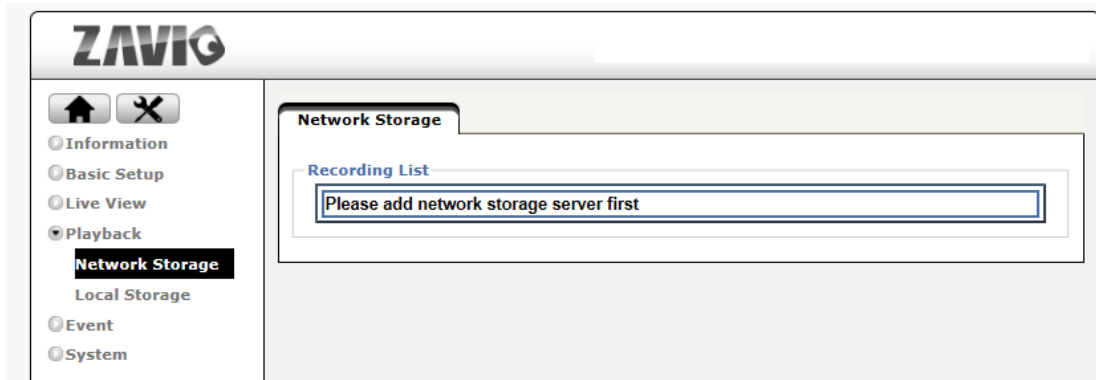 ZAVIO
Information
Basic Setup
Live View
Playback
Network Storage
Local Storage
Event
System
Network Storage
Recording List
Please add network storage server first